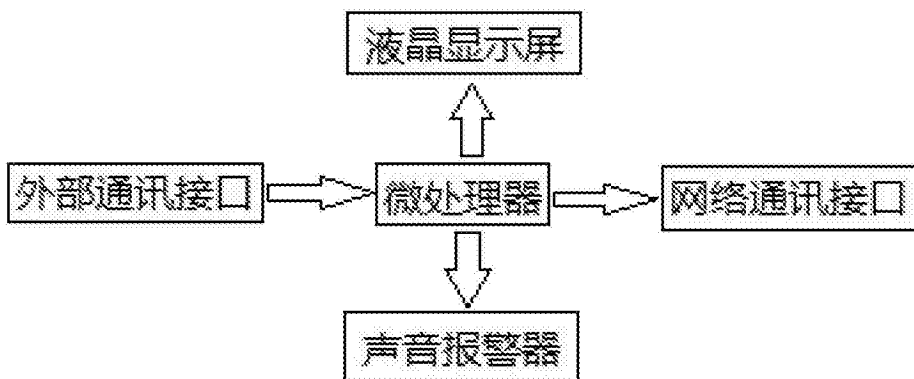 液晶显示屏
外部通讯接口
微处理器
网络通讯接口
声音报警器